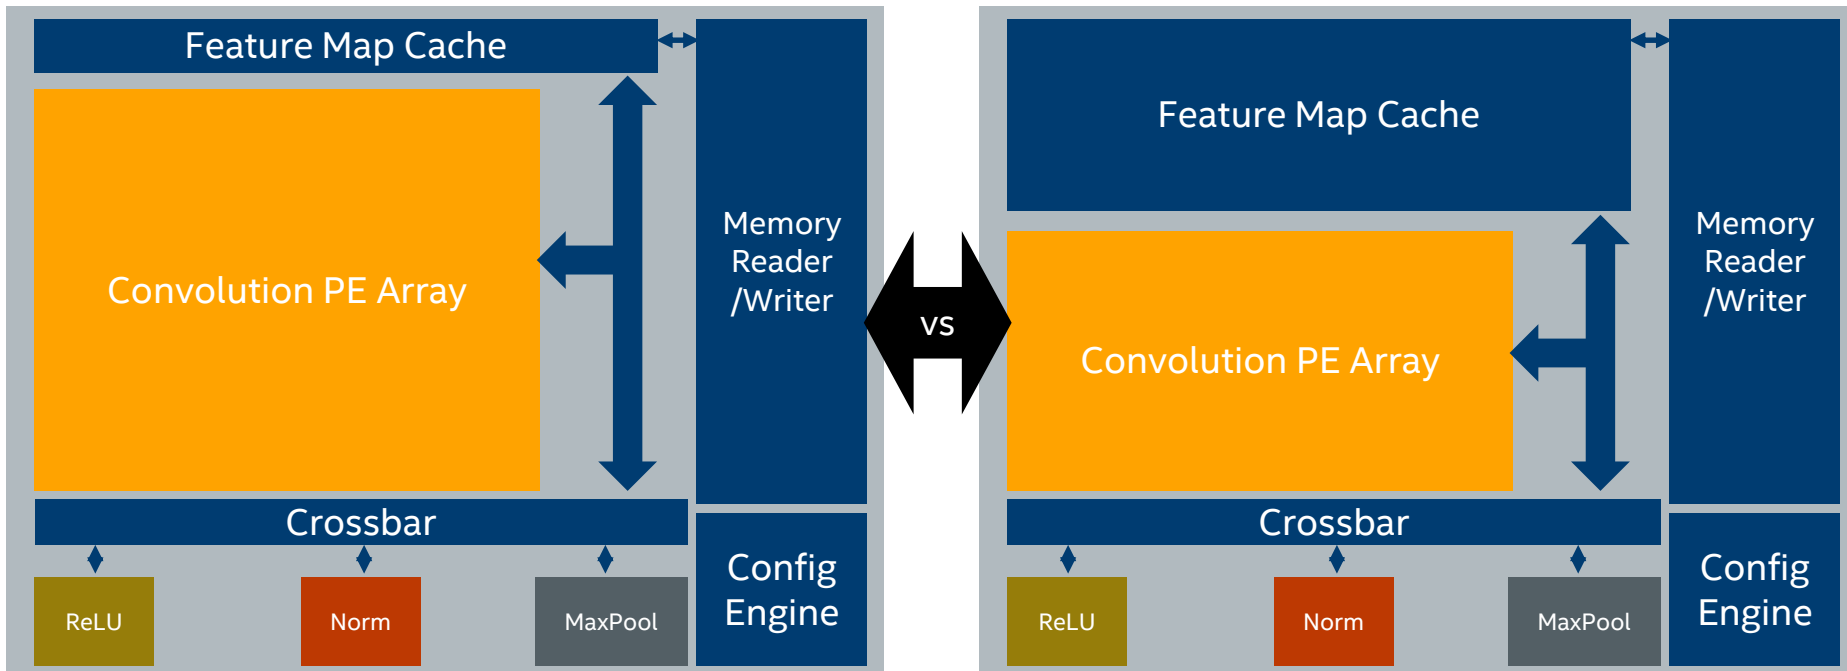 Feature Map Cache
Convolution PE Array
Memory
Reader
/Writer
Crossbar
Config
Engine
ReLU
Norm
MaxPool
vs
Feature Map Cache
Convolution PE Array
Memory
Reader
/Writer
Crossbar
Config
Engine
ReLU
Norm
MaxPool